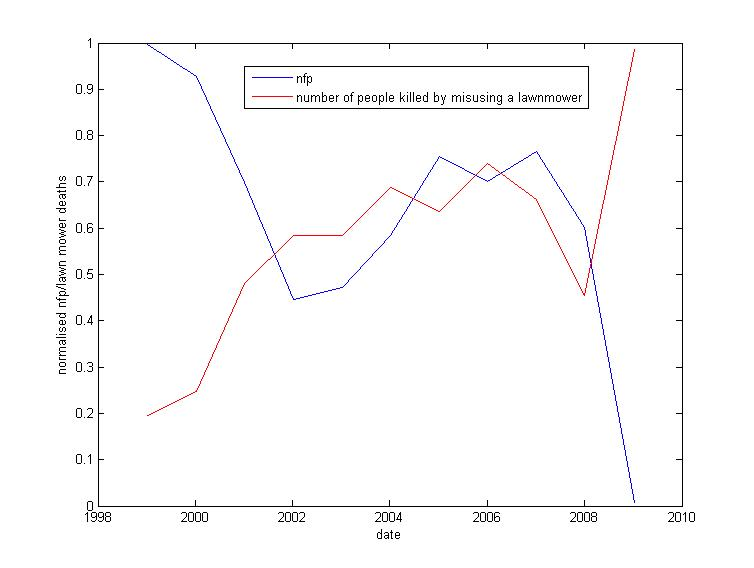 1
0.9
0.8
0.7
0.6
0.5
0.4
0.3
0.2
0.1
0
nfp
number of people killed by misusing a lawnmower
normalised nfp/lawn mower deaths
1998 2000 2002 2004 2006 2008 2010
date